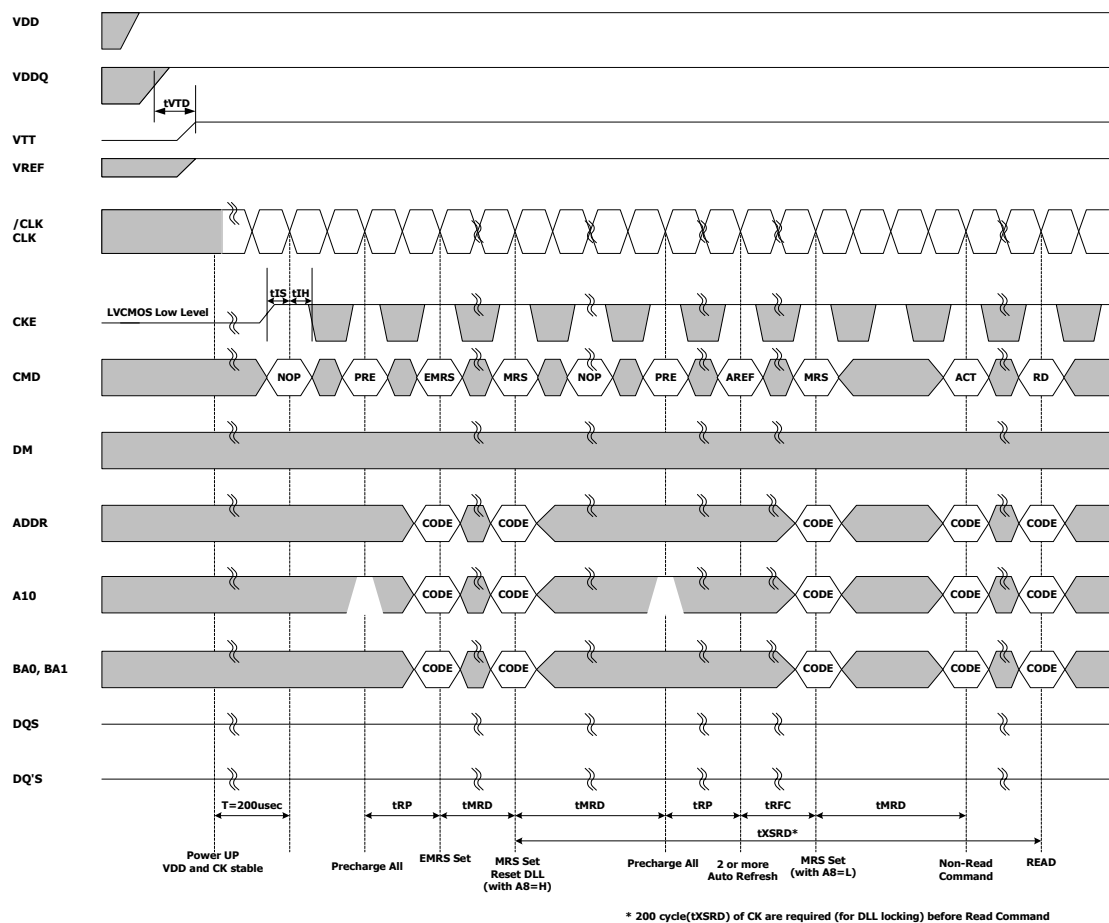 VDD
VDDQ
tVTD
VTT
VREF
/CLK
CLK
tIS tIH
LVCMOS Low Level
CKE
CMD NOP PRE EMRS MRS NOP PRE AREF MRS ACT RD
DM
ADDR CODE CODE CODE CODE CODE
A10 CODE CODE CODE CODE CODE
BA0, BA1 CODE CODE CODE CODE CODE
DQS
DQ'S
T=200usec tRP tMRD tMRD tRP tRFC tMRD
tXSRD*
Power UP
VDD and CK stable
Precharge All
EMRS Set
MRS Set
Reset DLL
(with A8=H)
Precharge All
2 or more
Auto Refresh
MRS Set
(with A8=L)
Non-Read
Command
READ
* 200 cycle(tXSRD) of CK are required (for DLL locking) before Read Command